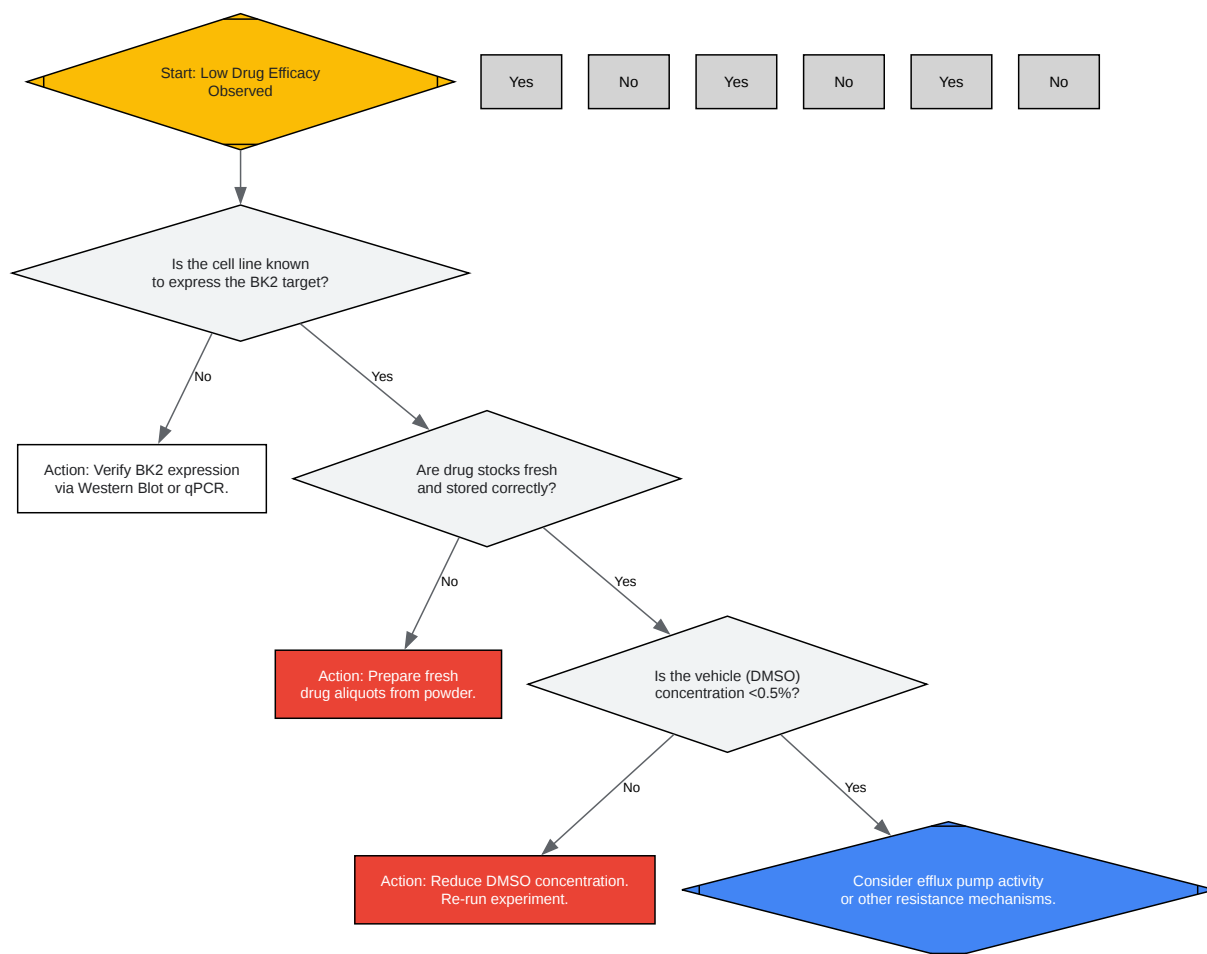 Start: Low Drug Efficacy
Observed
Yes
No
Yes
No
Yes
No
Is the cell line known
to express the BK2 target?
No
Yes
Action: Verify BK2 expression
via Western Blot or qPCR.
Are drug stocks fresh
and stored correctly?
No
Yes
Action: Prepare fresh
drug aliquots from powder.
Is the vehicle (DMSO)
concentration <0.5%?
No
Yes
Action: Reduce DMSO concentration.
Re-run experiment.
Consider efflux pump activity
or other resistance mechanisms.